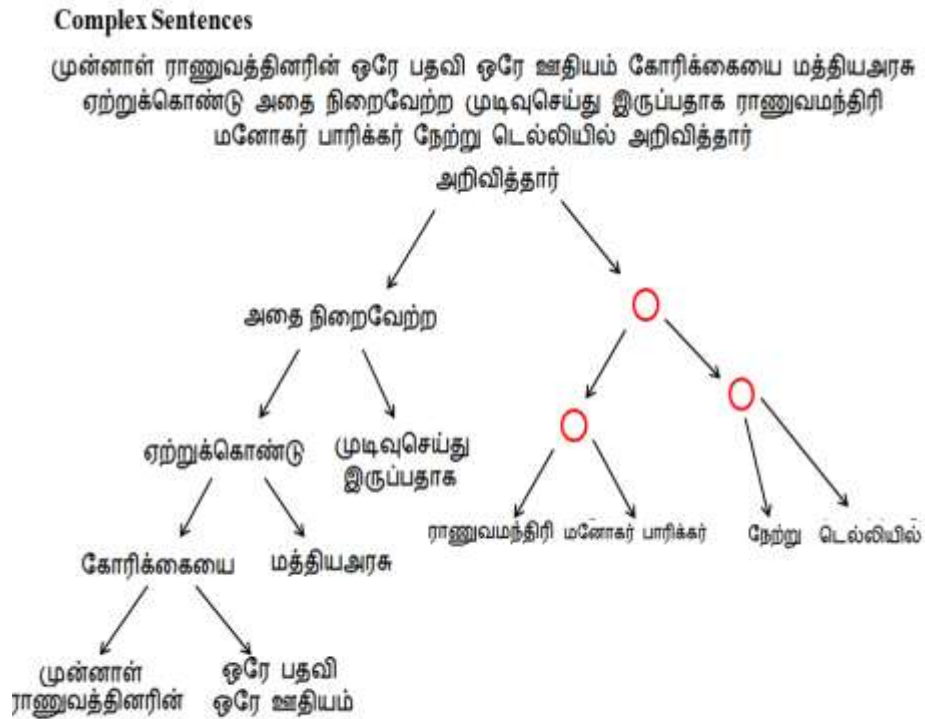 Complex Sentences
முன்னாள் ராணுவத்தினரின் ஒரே பதவி ஒரே ஊதியம் கோரிக்கையை மத்தியஅரசு
ஏற்றுக்கொண்டு அதை நிறைவேற்ற முடிவுசெய்து இருப்பதாக ராணுவமந்திரி
மனோகர் பாரிக்கர் நேற்று டெல்லியில் அறிவித்தார்
அறிவித்தார்
அதை நிறைவேற்ற
ஏற்றுக்கொண்டு
முடிவுசெய்து
இருப்பதாக
ராணுவமந்திரி மனோகர் பாரிக்கர் நேற்று டெல்லியில்
கோரிக்கையை மத்தியஅரசு
முன்னாள்
ராணுவத்தினரின்
ஒரே பதவி
ஒரே ஊதியம்